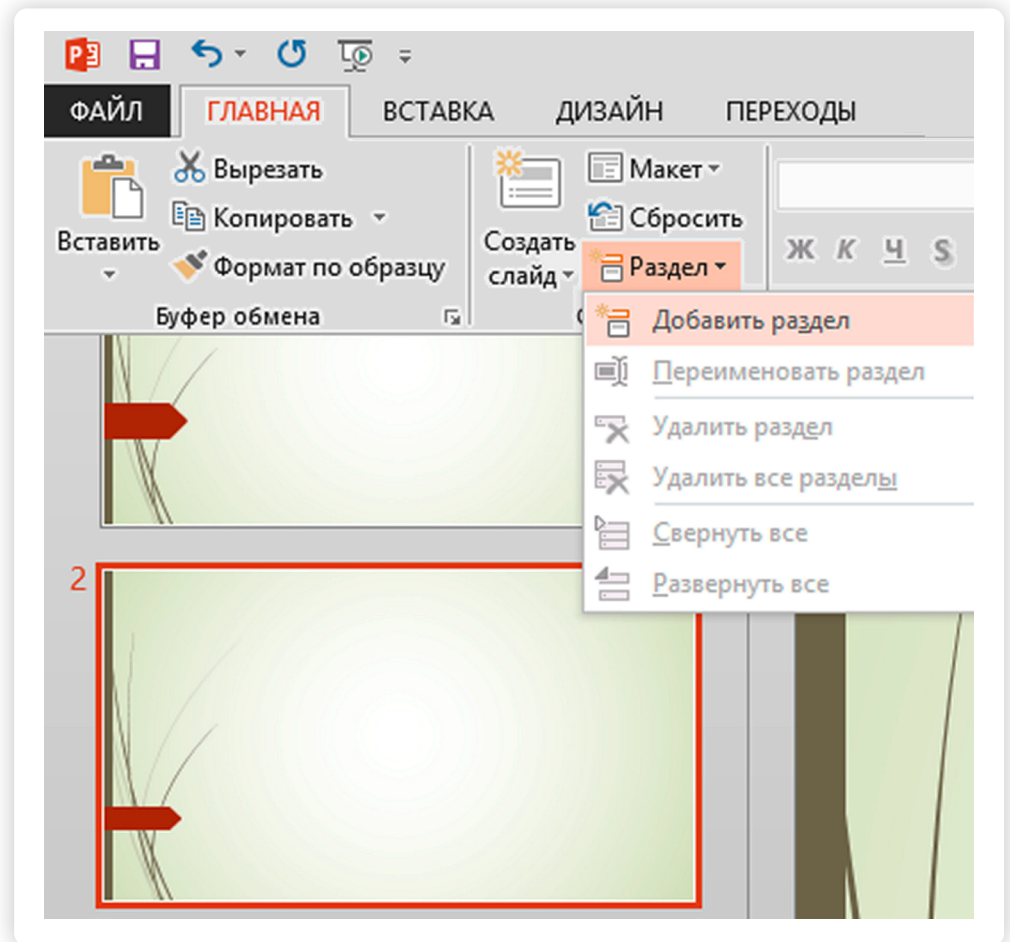 ФАЙЛ ГЛАВНАЯ ВСТАВКА ДИЗАЙН ПЕРЕХОДЫ
Вставить
Вырезать
Копировать
Формат по образцу
Буфер обмена
Создать
слайд
Макет
Сбросить
Раздел
Ж К Ч S
Добавить раздел
Переименовать раздел
Удалить раздел
Удалить все разделы
Свернуть все
Развернуть все
2